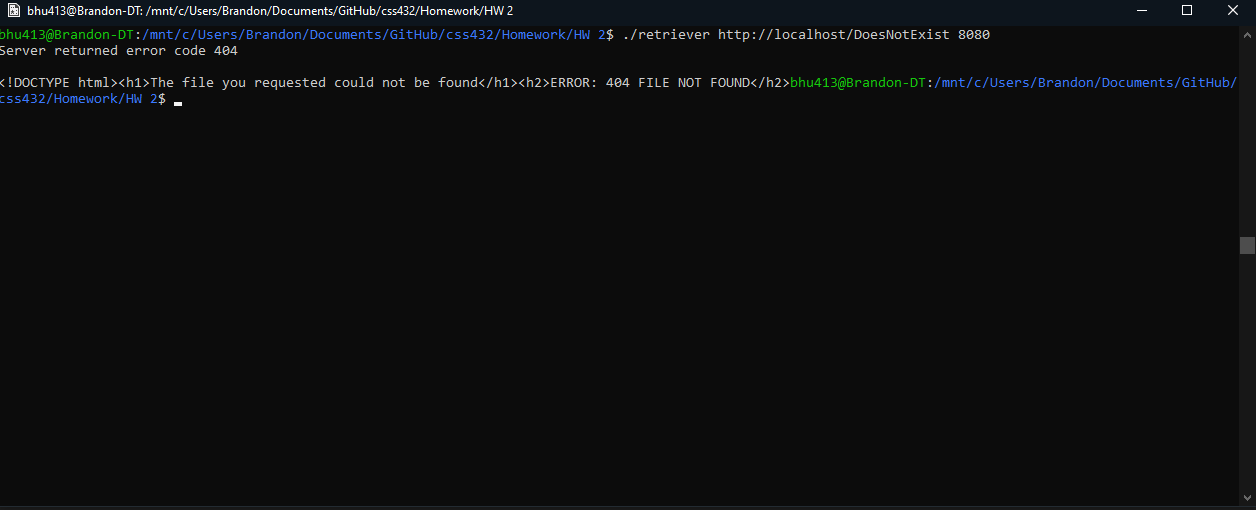 bhu413@Brandon-DT: /mnt/c/Users/Brandon/Documents/GitHub/css432/Homework/HW 2
bhu413@Brandon-DT:/mnt/c/Users/Brandon/Documents/GitHub/css432/Homework/HW 2$ ./retriever http://localhost/DoesNotExist 8080
Server returned error code 404
<!DOCTYPE html><h1>The file you requested could not be found</h1><h2>ERROR: 404 FILE NOT FOUND</h2>bhu413@Brandon-DT:/mnt/c/Users/Brandon/Documents/GitHub/
css432/Homework/HW 2$